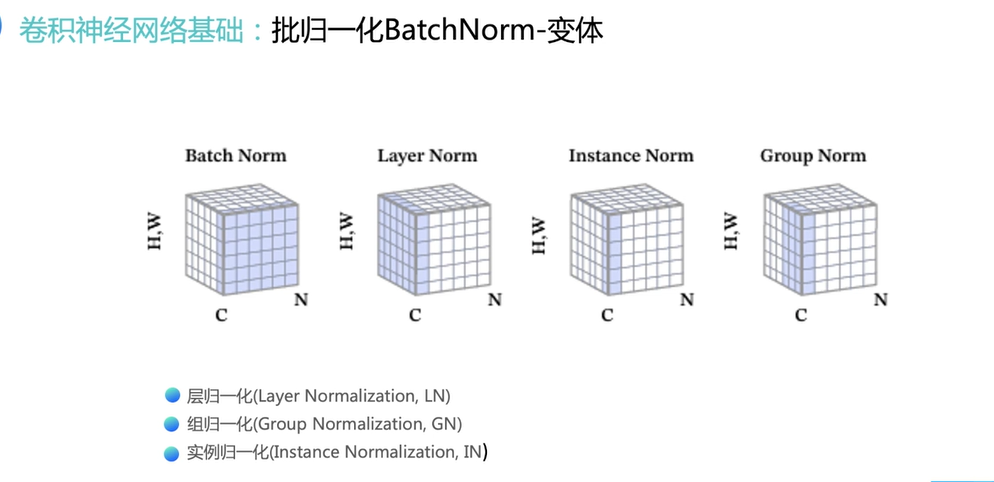 卷积神经网络基础：批归一化BatchNorm-变体
Batch Norm
Layer Norm
Instance Norm
Group Norm
H,W
H,W
H,W
H,W
N
N
N
N
C
C
C
C
层归一化(Layer Normalization, LN)
组归一化(Group Normalization, GN)
实例归一化(Instance Normalization, IN)